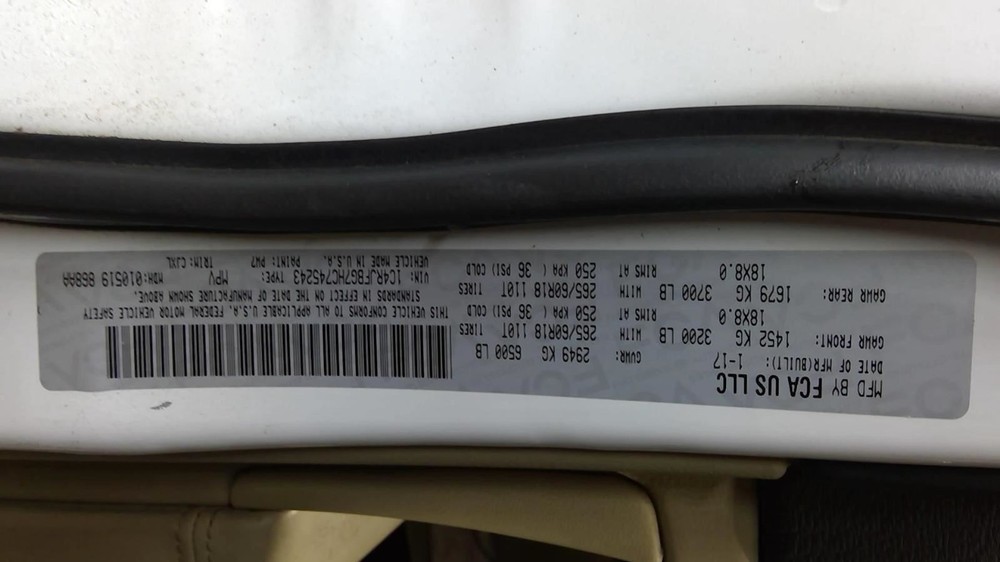 MFD BY FCA US LLC
DATE OF MFR(BUILT): 1-17 GVWR: 2949 KG 6500 LB
GAWR FRONT: 1452 KG 3200 LB WITH 265/60R18 110T TIRES
18X8.0 RIMS AT 250 KPA ( 36 PSI) COLD
GAWR REAR: 1679 KG 3700 LB WITH 265/60R18 110T TIRES
18X8.0 RIMS AT 250 KPA ( 36 PSI) COLD
THIS VEHICLE CONFORMS TO ALL APPLICABLE U.S.A. FEDERAL MOTOR VEHICLE SAFETY
STANDARDS IN EFFECT ON THE DATE OF MANUFACTURE SHOWN ABOVE.
VIN: 1C4RJFBG7HC745243 TYPE: MPV MDH:010519 868AA
VEHICLE MADE IN U.S.A. PAINT: PW7 TRIM: CJXL